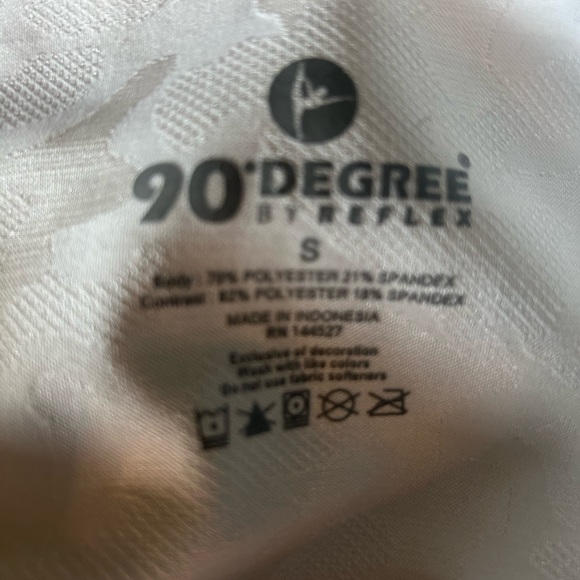 90° DEGREE
BY REFLEX
S
Body : 79% POLYESTER 21% SPANDEX
Contrast : 82% POLYESTER 18% SPANDEX
MADE IN INDONESIA
RN 144527
Exclusive of decoration
Wash with like colors
Do not use fabric softeners